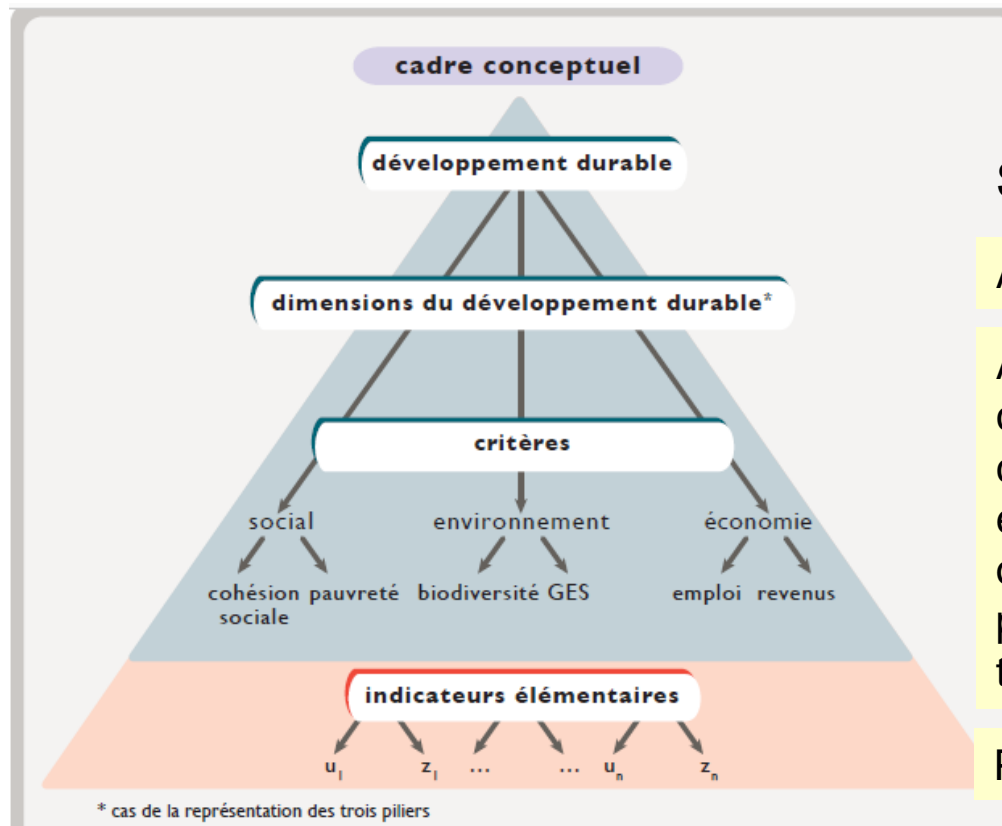 cadre conceptuel
développement durable
dimensions du développement durable*
critères
social environnement économie
cohésion pauvreté biodiversité GES emploi revenus
sociale
indicateurs élémentaires
u₁ z₁ ... ... uₙ zₙ
* cas de la représentation des trois piliers